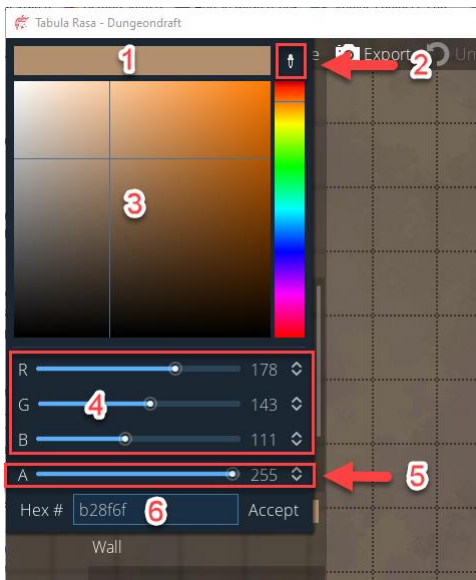 Tabula Rasa - Dungeondraft
1
2
Export
3
R 178
G 4 143
B 111
A 255
5
Hex # b28f6f 6 Accept
Wall